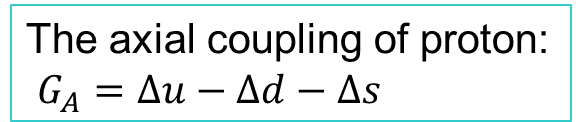 The axial coupling of proton:
G_A = Δu − Δd − Δs